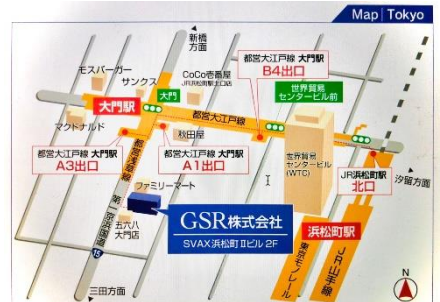 Map | Tokyo
新橋
方面
モスバーガー
サンクス
CoCo壱番屋
JR浜松町駅上口店
都営大江戸線 大門駅
B4出口
世界貿易
センタービル前
大門駅
大門
都営大江戸線
マクドナルド
秋田屋
都営大江戸線 大門駅
A3出口
都営大江戸線 大門駅
A1出口
都営浅草線
世界貿易
センタービル
(WTC)
JR浜松町駅
北口
汐留方面
ファミリーマート
第一京浜国道
15
五六八
大門店
GSR株式会社
SVAX浜松町Ⅱビル 2F
浜松町駅
東京モノレール
JR山手線
三田方面
N